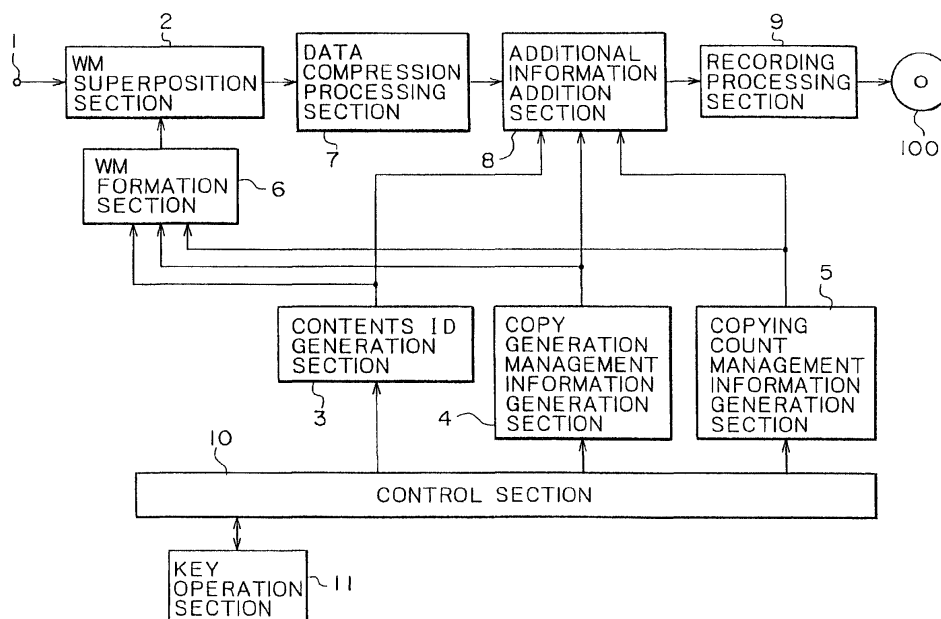 1
2
WM
SUPERPOSITION
SECTION
DATA
COMPRESSION
PROCESSING
SECTION
7
ADDITIONAL
INFORMATION
ADDITION
SECTION
8
9
RECORDING
PROCESSING
SECTION
100
WM
FORMATION
SECTION
6
CONTENTS ID
GENERATION
SECTION
3
COPY
GENERATION
MANAGEMENT
INFORMATION
GENERATION
SECTION
4
5
COPYING
COUNT
MANAGEMENT
INFORMATION
GENERATION
SECTION
10
CONTROL SECTION
KEY
OPERATION
SECTION
11